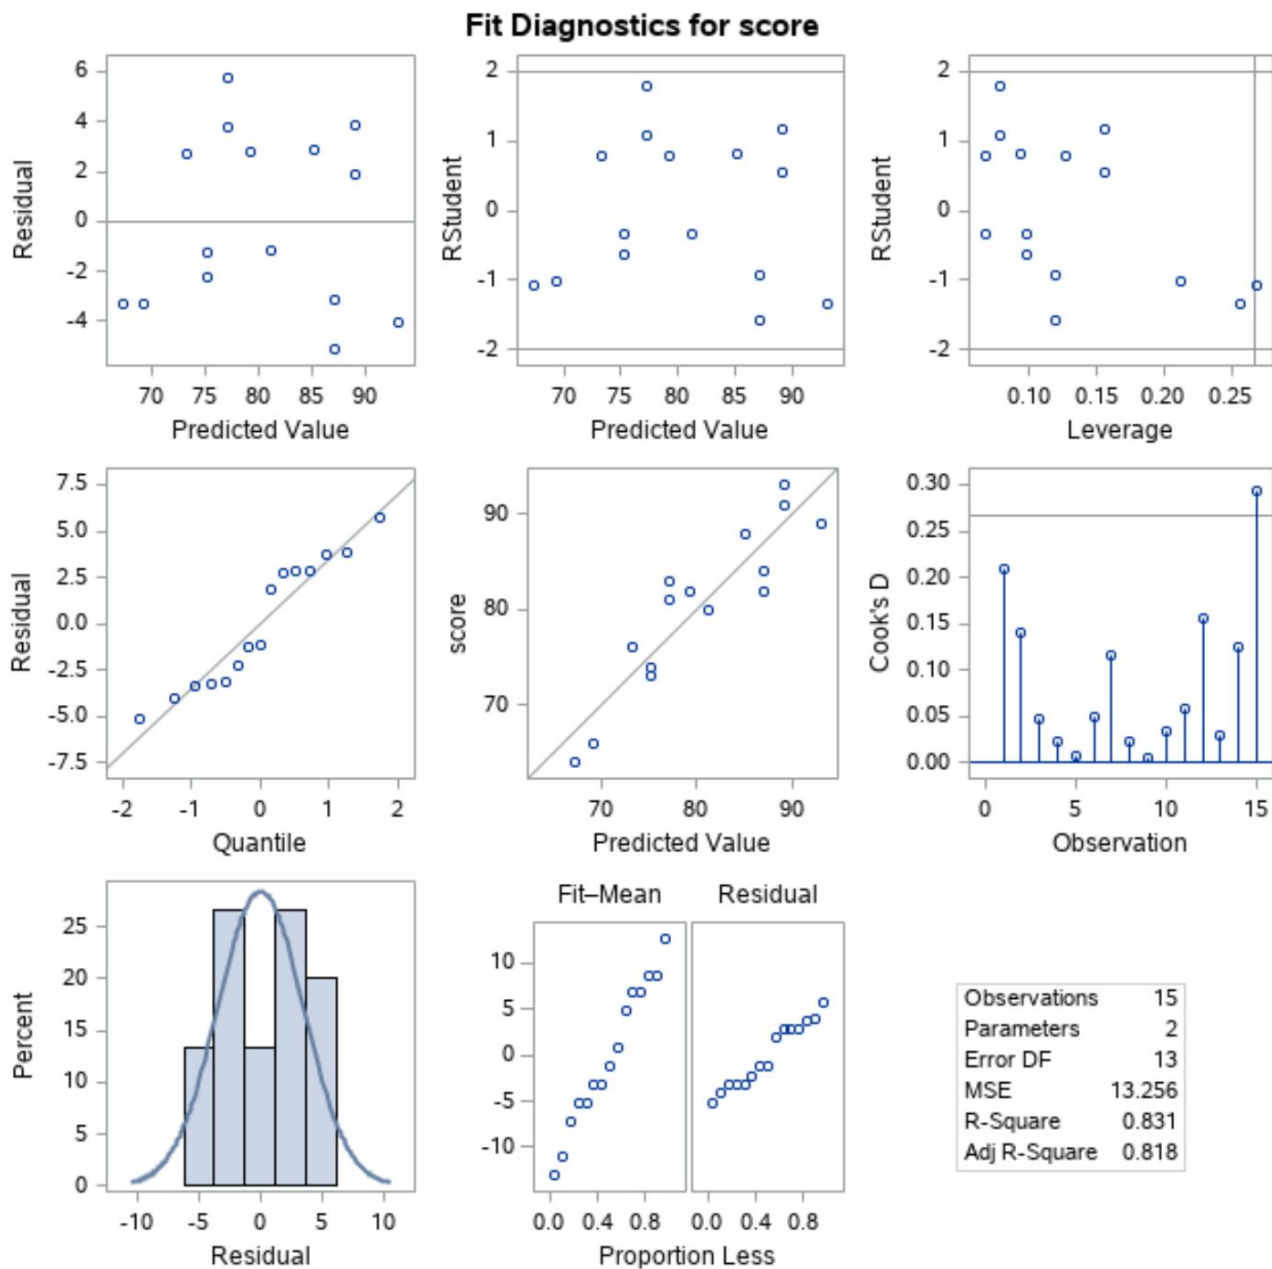 Fit Diagnostics for score
6
4
2
0
-2
-4
Residual
70 75 80 85 90
Predicted Value
2
1
0
-1
-2
RStudent
70 75 80 85 90
Predicted Value
2
1
0
-1
-2
RStudent
0.10 0.15 0.20 0.25
Leverage
7.5
5.0
2.5
0.0
-2.5
-5.0
-7.5
Residual
-2 -1 0 1 2
Quantile
90
80
70
score
70 80 90
Predicted Value
0.30
0.25
0.20
0.15
0.10
0.05
0.00
Cook's D
0 5 10 15
Observation
25
20
15
10
5
0
Percent
-10 -5 0 5 10
Residual
Fit–Mean Residual
10
5
0
-5
-10
0.0 0.4 0.8 0.0 0.4 0.8
Proportion Less
Observations 15
Parameters 2
Error DF 13
MSE 13.256
R-Square 0.831
Adj R-Square 0.818